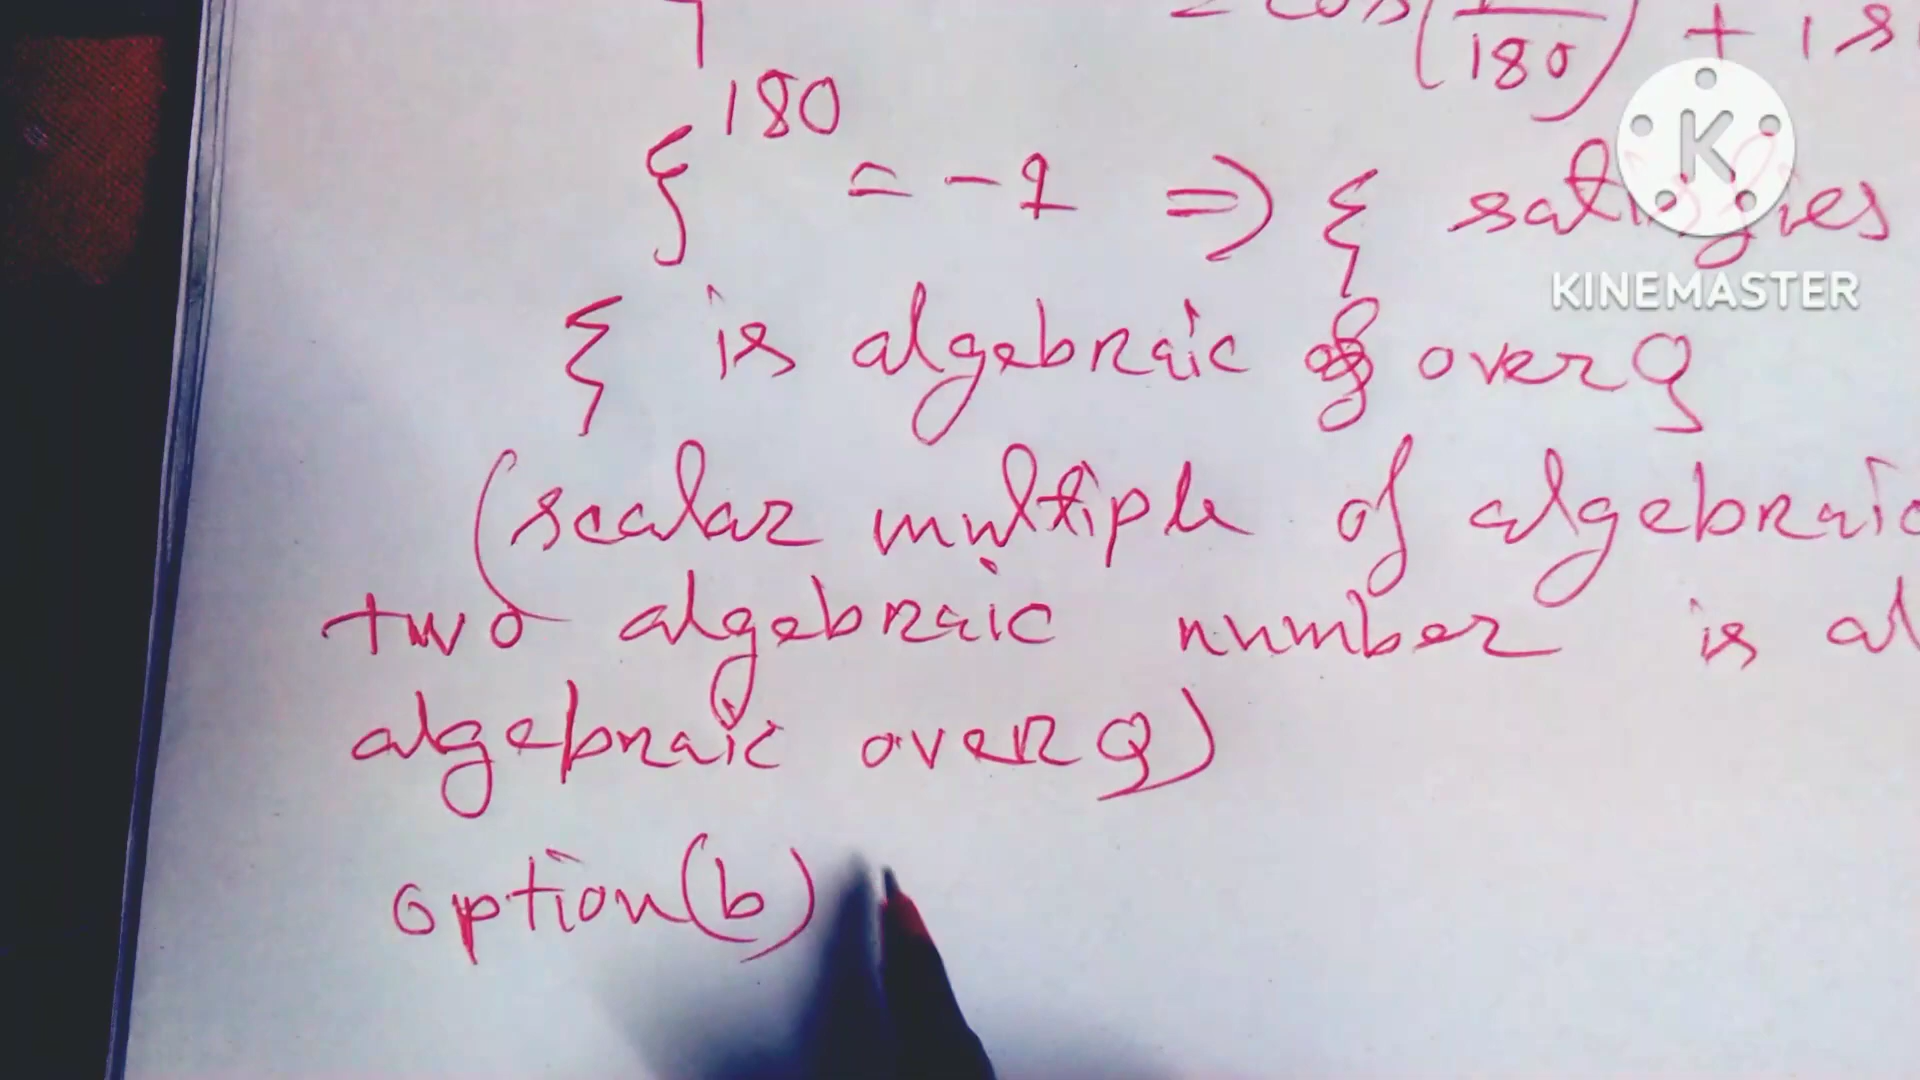 = cos(π/180) + i s
ξ^180 = -1 ⇒ ξ satisfies
KINEMASTER
ξ is algebraic over Q
(scalar multiple of algebraic
two algebraic number is al
algebraic over Q)
option(b)